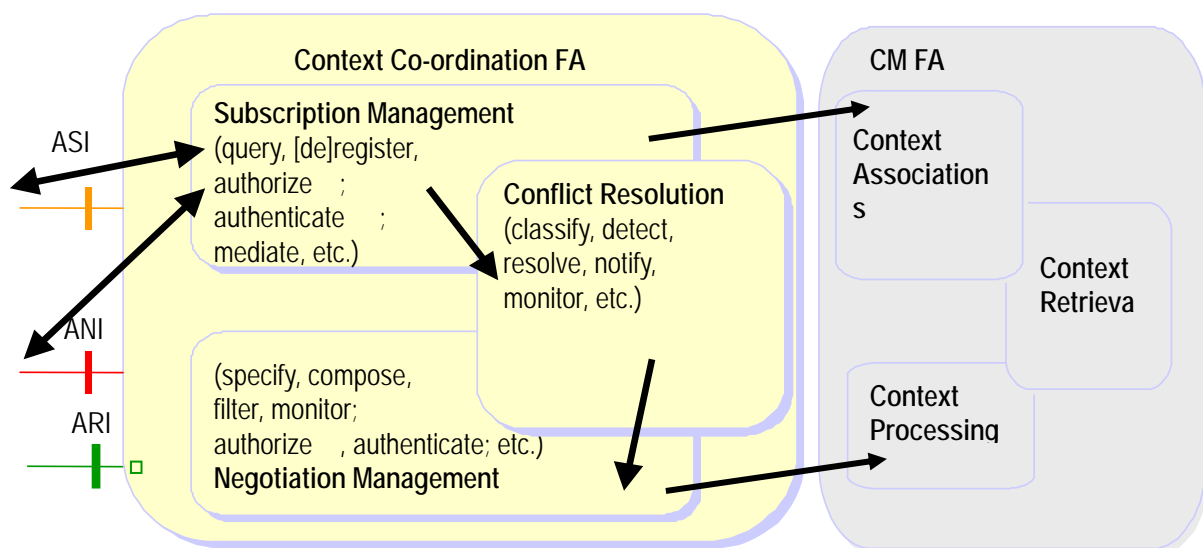 Context Co-ordination FA
Subscription Management
(query, [de]register,
authorize ;
authenticate ;
mediate, etc.)
Conflict Resolution
(classify, detect,
resolve, notify,
monitor, etc.)
(specify, compose,
filter, monitor;
authorize , authenticate; etc.)
Negotiation Management
ASI
ANI
ARI
CM FA
Context
Association
s
Context
Retrieva
Context
Processing